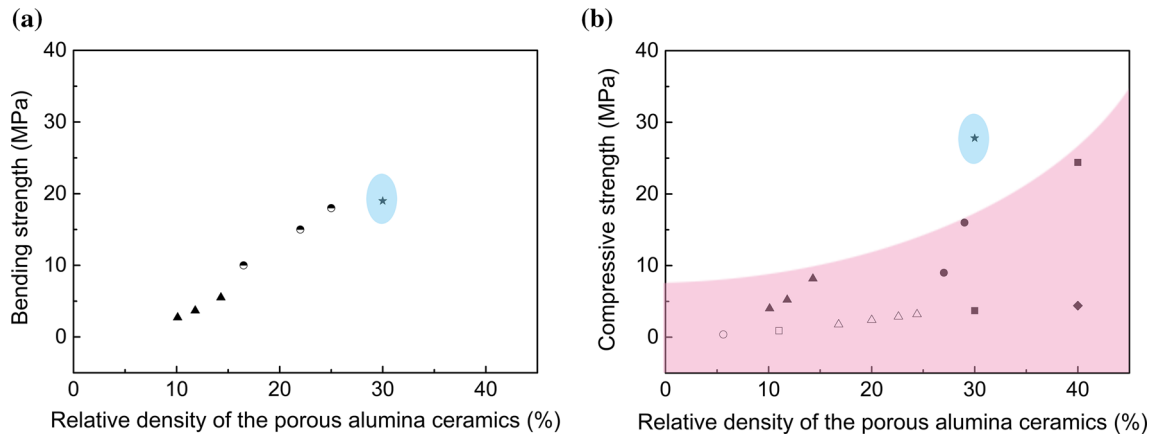 (a)
40
30
20
10
0
Bending strength (MPa)
0 10 20 30 40
Relative density of the porous alumina ceramics (%)
(b)
40
30
20
10
0
Compressive strength (MPa)
0 10 20 30 40
Relative density of the porous alumina ceramics (%)